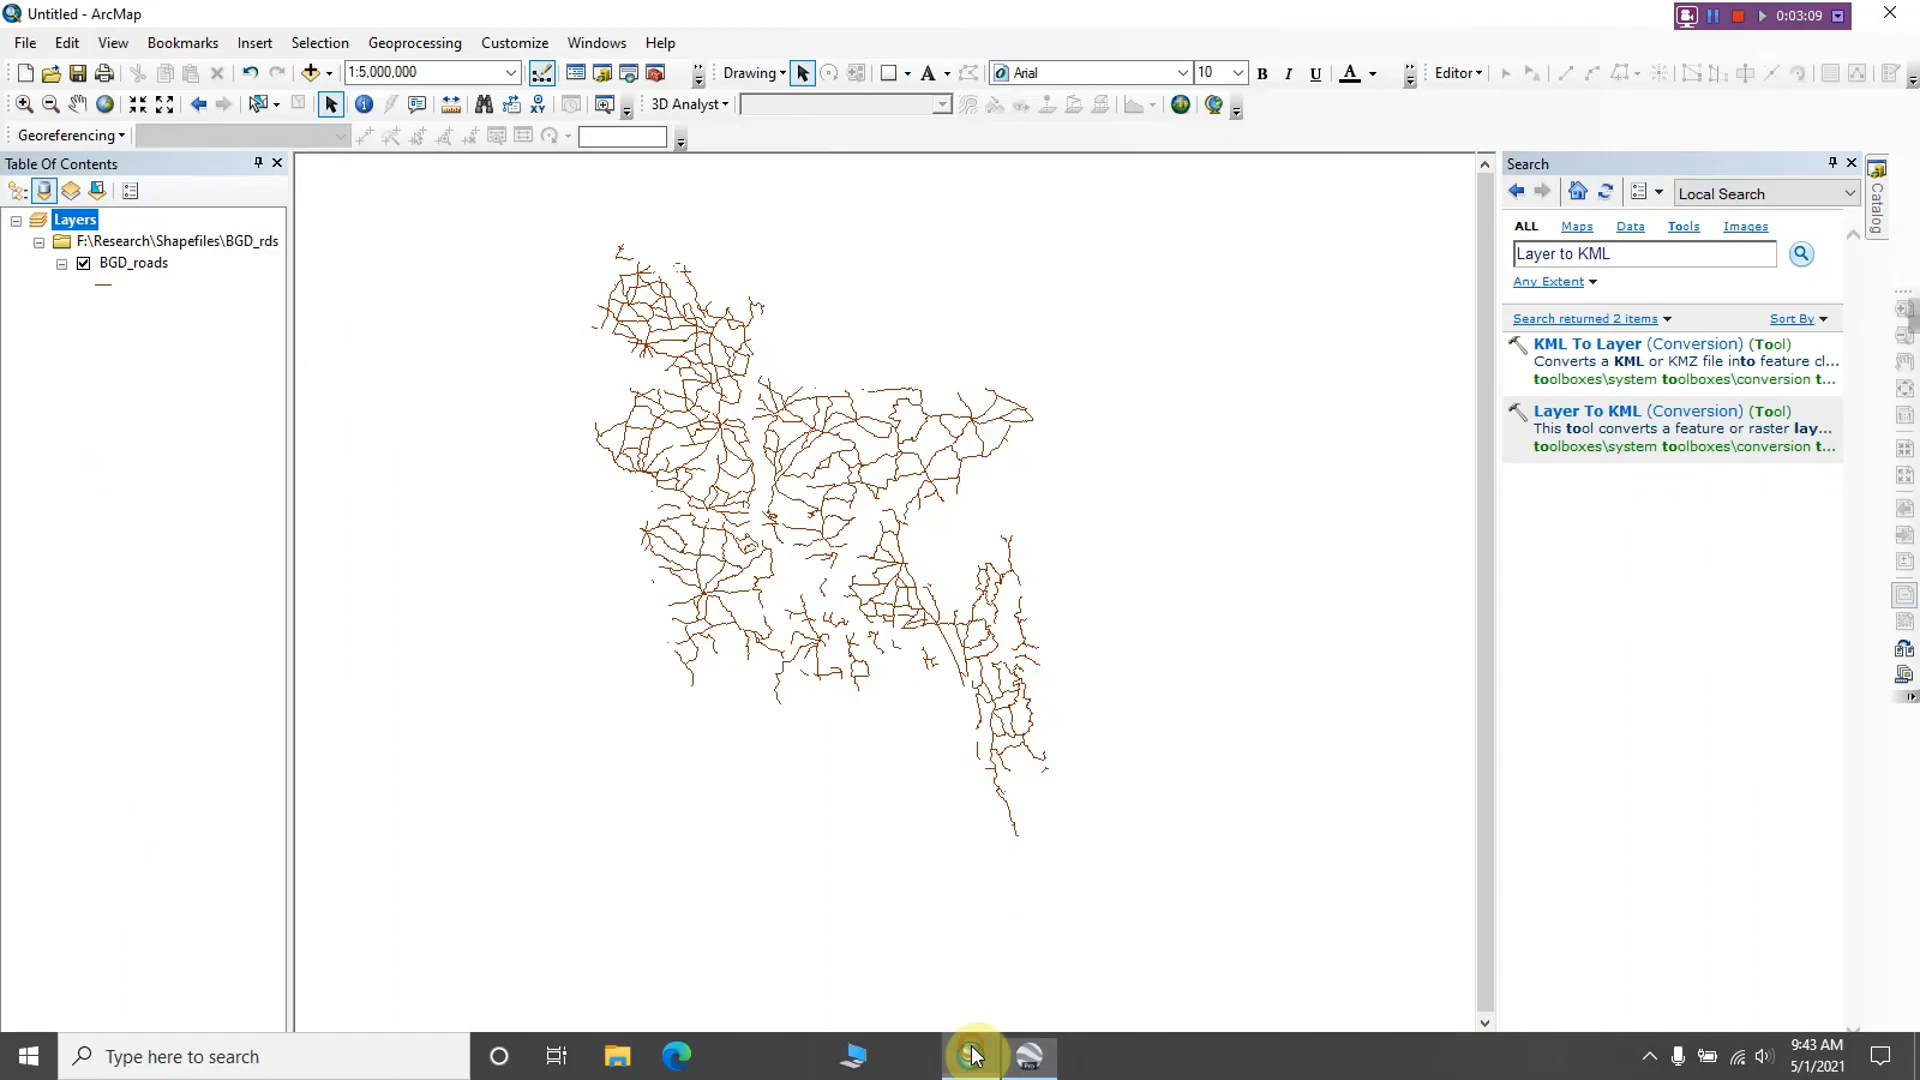 Untitled - ArcMap
0:03:09
File Edit View Bookmarks Insert Selection Geoprocessing Customize Windows Help
1:5,000,000
Drawing
A
Arial
10
B I U A
Editor
3D Analyst
Georeferencing
Table Of Contents
Layers
F:\Research\Shapefiles\BGD_rds
BGD_roads
Search
Local Search
Catalog
ALL Maps Data Tools Images
Layer to KML
Any Extent
Search returned 2 items
Sort By
KML To Layer (Conversion) (Tool)
Converts a KML or KMZ file into feature cl...
toolboxes\system toolboxes\conversion t...
Layer To KML (Conversion) (Tool)
This tool converts a feature or raster lay...
toolboxes\system toolboxes\conversion t...
Type here to search
Pro
9:43 AM
5/1/2021